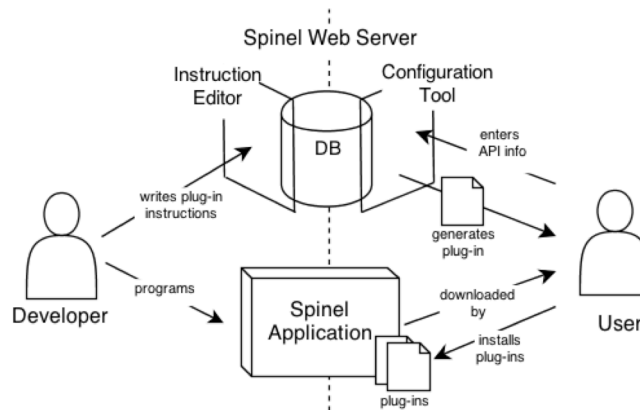 Spinel Web Server
Instruction
Editor
Configuration
Tool
DB
enters
API info
writes plug-in
instructions
generates
plug-in
programs
Developer
Spinel
Application
downloaded
by
User
installs
plug-ins
plug-ins